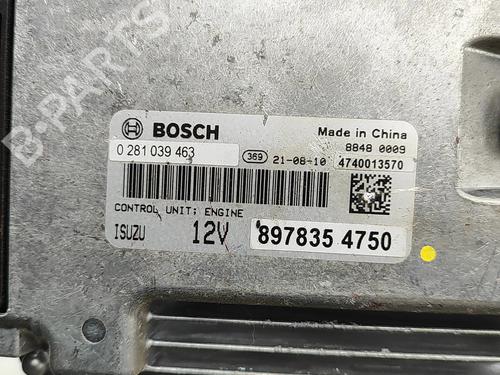 B-PARTS
BOSCH
Made in China
0 281 039 463
369
21-08-10
8848 0009
4740013570
CONTROL UNIT; ENGINE
ISUZU 12V 897835 4750